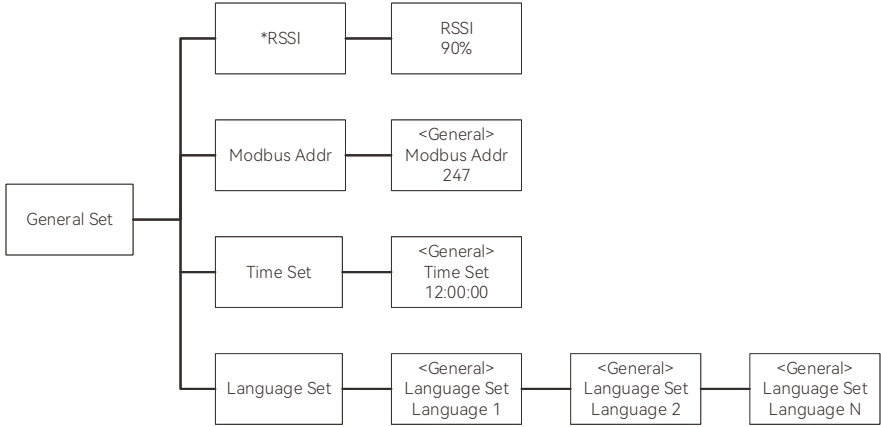 *RSSI
RSSI
90%
Modbus Addr
<General>
Modbus Addr
247
General Set
Time Set
<General>
Time Set
12:00:00
Language Set
<General>
Language Set
Language 1
<General>
Language Set
Language 2
<General>
Language Set
Language N